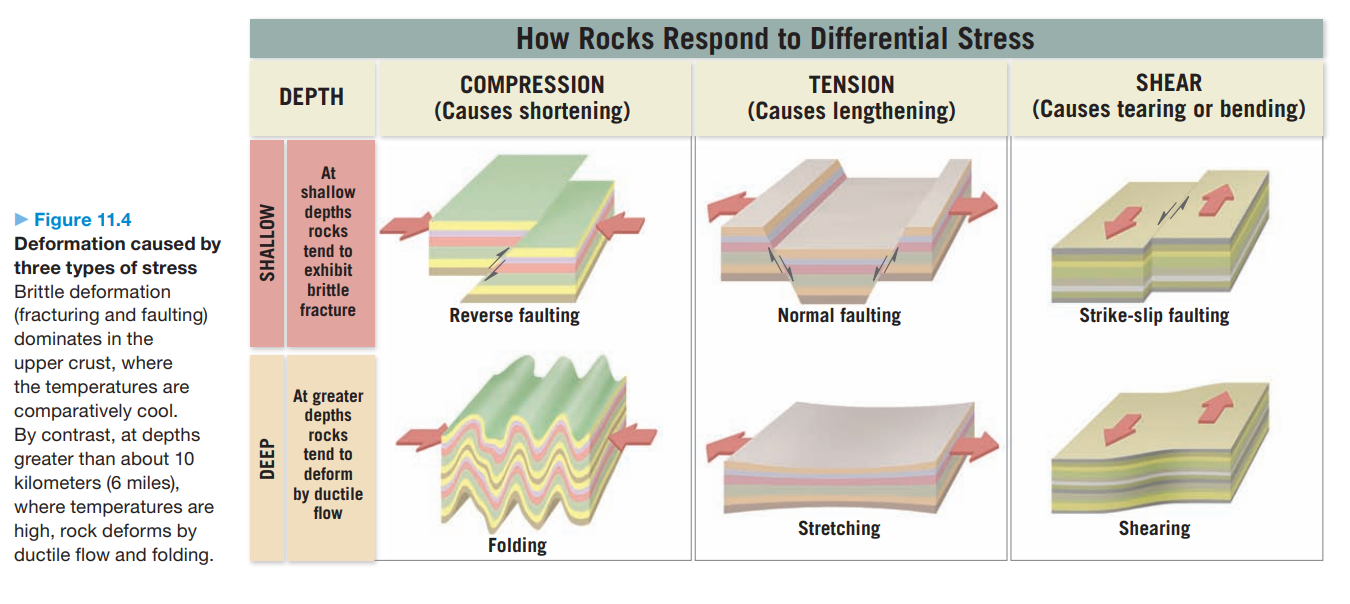 ▶ Figure 11.4
Deformation caused by
three types of stress
Brittle deformation
(fracturing and faulting)
dominates in the
upper crust, where
the temperatures are
comparatively cool.
By contrast, at depths
greater than about 10
kilometers (6 miles),
where temperatures are
high, rock deforms by
ductile flow and folding.
How Rocks Respond to Differential Stress
DEPTH
COMPRESSION
(Causes shortening)
TENSION
(Causes lengthening)
SHEAR
(Causes tearing or bending)
SHALLOW
At
shallow
depths
rocks
tend to
exhibit
brittle
fracture
Reverse faulting
Normal faulting
Strike-slip faulting
DEEP
At greater
depths
rocks
tend to
deform
by ductile
flow
Folding
Stretching
Shearing